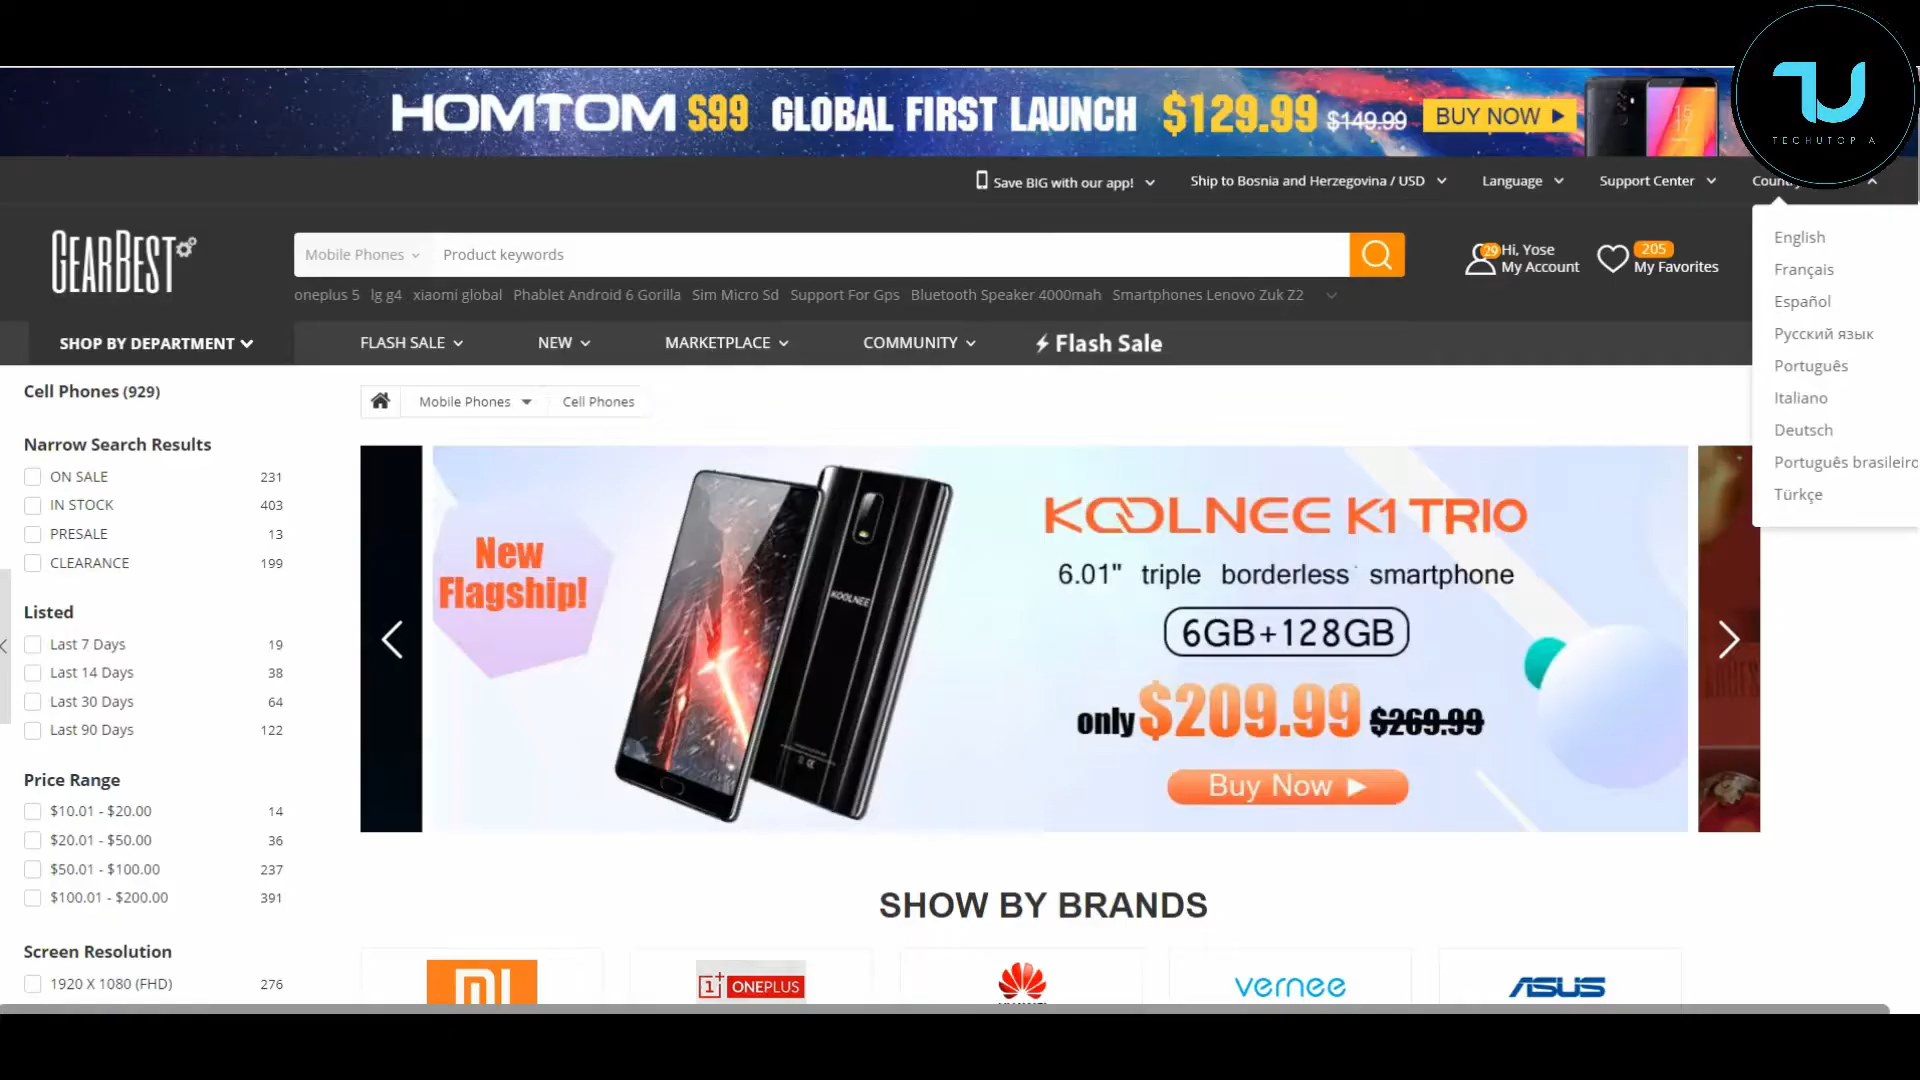 HOMTOM S99 GLOBAL FIRST LAUNCH $129.99 $149.99 BUY NOW
TECHUTOPIA
Save BIG with our app! Ship to Bosnia and Herzegovina / USD Language Support Center
English
Français
Español
Русский язык
Português
Italiano
Deutsch
Português brasileiro
Türkçe
GEARBEST
Mobile Phones Product keywords
29 Hi, Yose
My Account
205
My Favorites
oneplus 5 lg g4 xiaomi global Phablet Android 6 Gorilla Sim Micro Sd Support For Gps Bluetooth Speaker 4000mah Smartphones Lenovo Zuk Z2
SHOP BY DEPARTMENT FLASH SALE NEW MARKETPLACE COMMUNITY Flash Sale
Cell Phones (929)
Narrow Search Results
ON SALE 231
IN STOCK 403
PRESALE 13
CLEARANCE 199
Listed
Last 7 Days 19
Last 14 Days 38
Last 30 Days 64
Last 90 Days 122
Price Range
$10.01 - $20.00 14
$20.01 - $50.00 36
$50.01 - $100.00 237
$100.01 - $200.00 391
Screen Resolution
1920 X 1080 (FHD) 276
Mobile Phones Cell Phones
New
Flagship!
KOOLNEE
KOOLNEE K1 TRIO
6.01" triple borderless smartphone
6GB+128GB
only $209.99 $269.99
Buy Now
SHOW BY BRANDS
MI
1+ ONEPLUS
vernee
ASUS